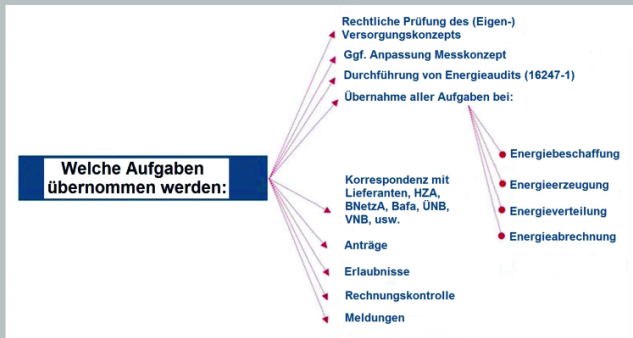 Rechtliche Prüfung des (Eigen-)
Versorgungskonzepts
Ggf. Anpassung Messkonzept
Durchführung von Energieaudits (16247-1)
Übernahme aller Aufgaben bei:
Energiebeschaffung
Energieerzeugung
Energieverteilung
Energieabrechnung
Welche Aufgaben
übernommen werden:
Korrespondenz mit
Lieferanten, HZA,
BNetzA, Bafa, ÜNB,
VNB, usw.
Anträge
Erlaubnisse
Rechnungskontrolle
Meldungen